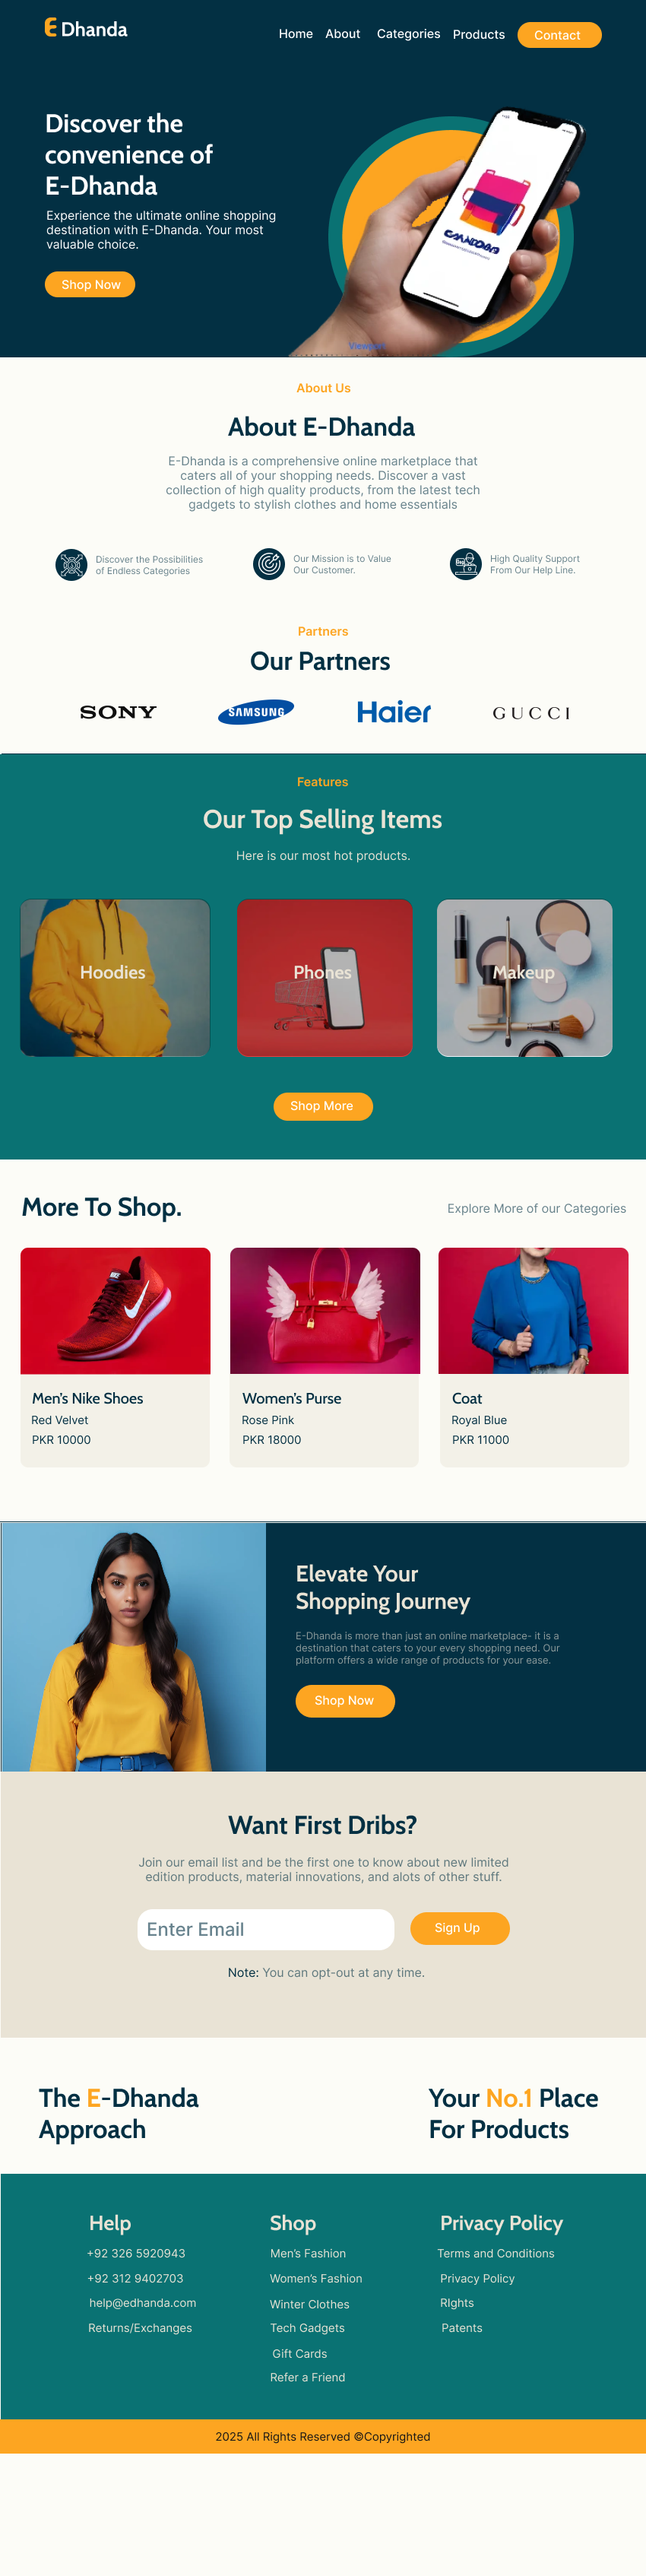 E Dhanda
Home About Categories Products Contact
Discover the
convenience of
E-Dhanda
Experience the ultimate online shopping
destination with E-Dhanda. Your most
valuable choice.
Shop Now
About Us
About E-Dhanda
E-Dhanda is a comprehensive online marketplace that
caters all of your shopping needs. Discover a vast
collection of high quality products, from the latest tech
gadgets to stylish clothes and home essentials
Discover the Possibilities
of Endless Categories
Our Mission is to Value
Our Customer.
High Quality Support
From Our Help Line.
Partners
Our Partners
SONY SAMSUNG Haier GUCCI
Features
Our Top Selling Items
Here is our most hot products.
Hoodies Phones Makeup
Shop More
More To Shop.
Explore More of our Categories
Men's Nike Shoes
Red Velvet
PKR 10000
Women's Purse
Rose Pink
PKR 18000
Coat
Royal Blue
PKR 11000
Elevate Your
Shopping Journey
E-Dhanda is more than just an online marketplace- it is a
destination that caters to your every shopping need. Our
platform offers a wide range of products for your ease.
Shop Now
Want First Dribs?
Join our email list and be the first one to know about new limited
edition products, material innovations, and alots of other stuff.
Enter Email
Sign Up
Note: You can opt-out at any time.
The E-Dhanda
Approach
Your No.1 Place
For Products
Help
+92 326 5920943
+92 312 9402703
help@edhanda.com
Returns/Exchanges
Shop
Men's Fashion
Women's Fashion
Winter Clothes
Tech Gadgets
Gift Cards
Refer a Friend
Privacy Policy
Terms and Conditions
Privacy Policy
RIghts
Patents
2025 All Rights Reserved ©Copyrighted